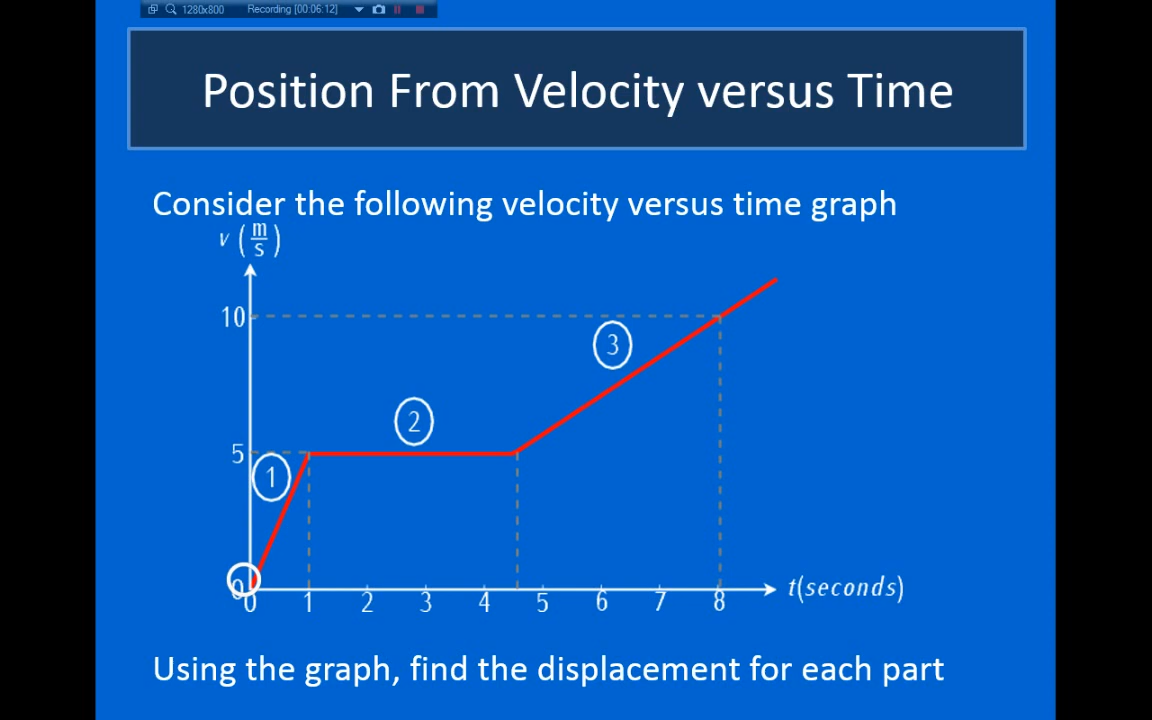 1280x800 Recording [00:06:12]
Position From Velocity versus Time
Consider the following velocity versus time graph
v (m/s)
10
3
2
5
1
0
0 1 2 3 4 5 6 7 8 t(seconds)
Using the graph, find the displacement for each part